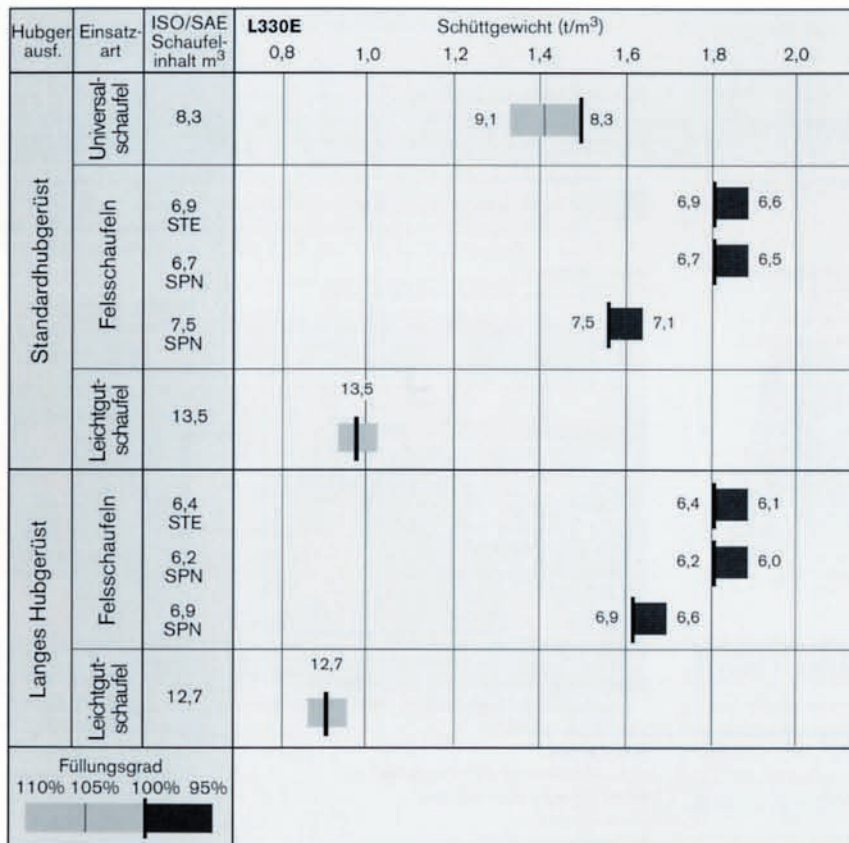 Hubger. ausf.
Einsatz-
art
ISO/SAE
Schaufel-
inhalt m³
L330E
Schüttgewicht (t/m³)
0,8 1,0 1,2 1,4 1,6 1,8 2,0
Standardhubgerüst
Universal-
schaufel
8,3
9,1 8,3
Felsschaufeln
6,9
STE
6,9 6,6
6,7
SPN
6,7 6,5
7,5
SPN
7,5 7,1
Leichtgut-
schaufel
13,5
13,5
Langes Hubgerüst
Felsschaufeln
6,4
STE
6,4 6,1
6,2
SPN
6,2 6,0
6,9
SPN
6,9 6,6
Leichtgut-
schaufel
12,7
12,7
Füllungsgrad
110% 105% 100% 95%